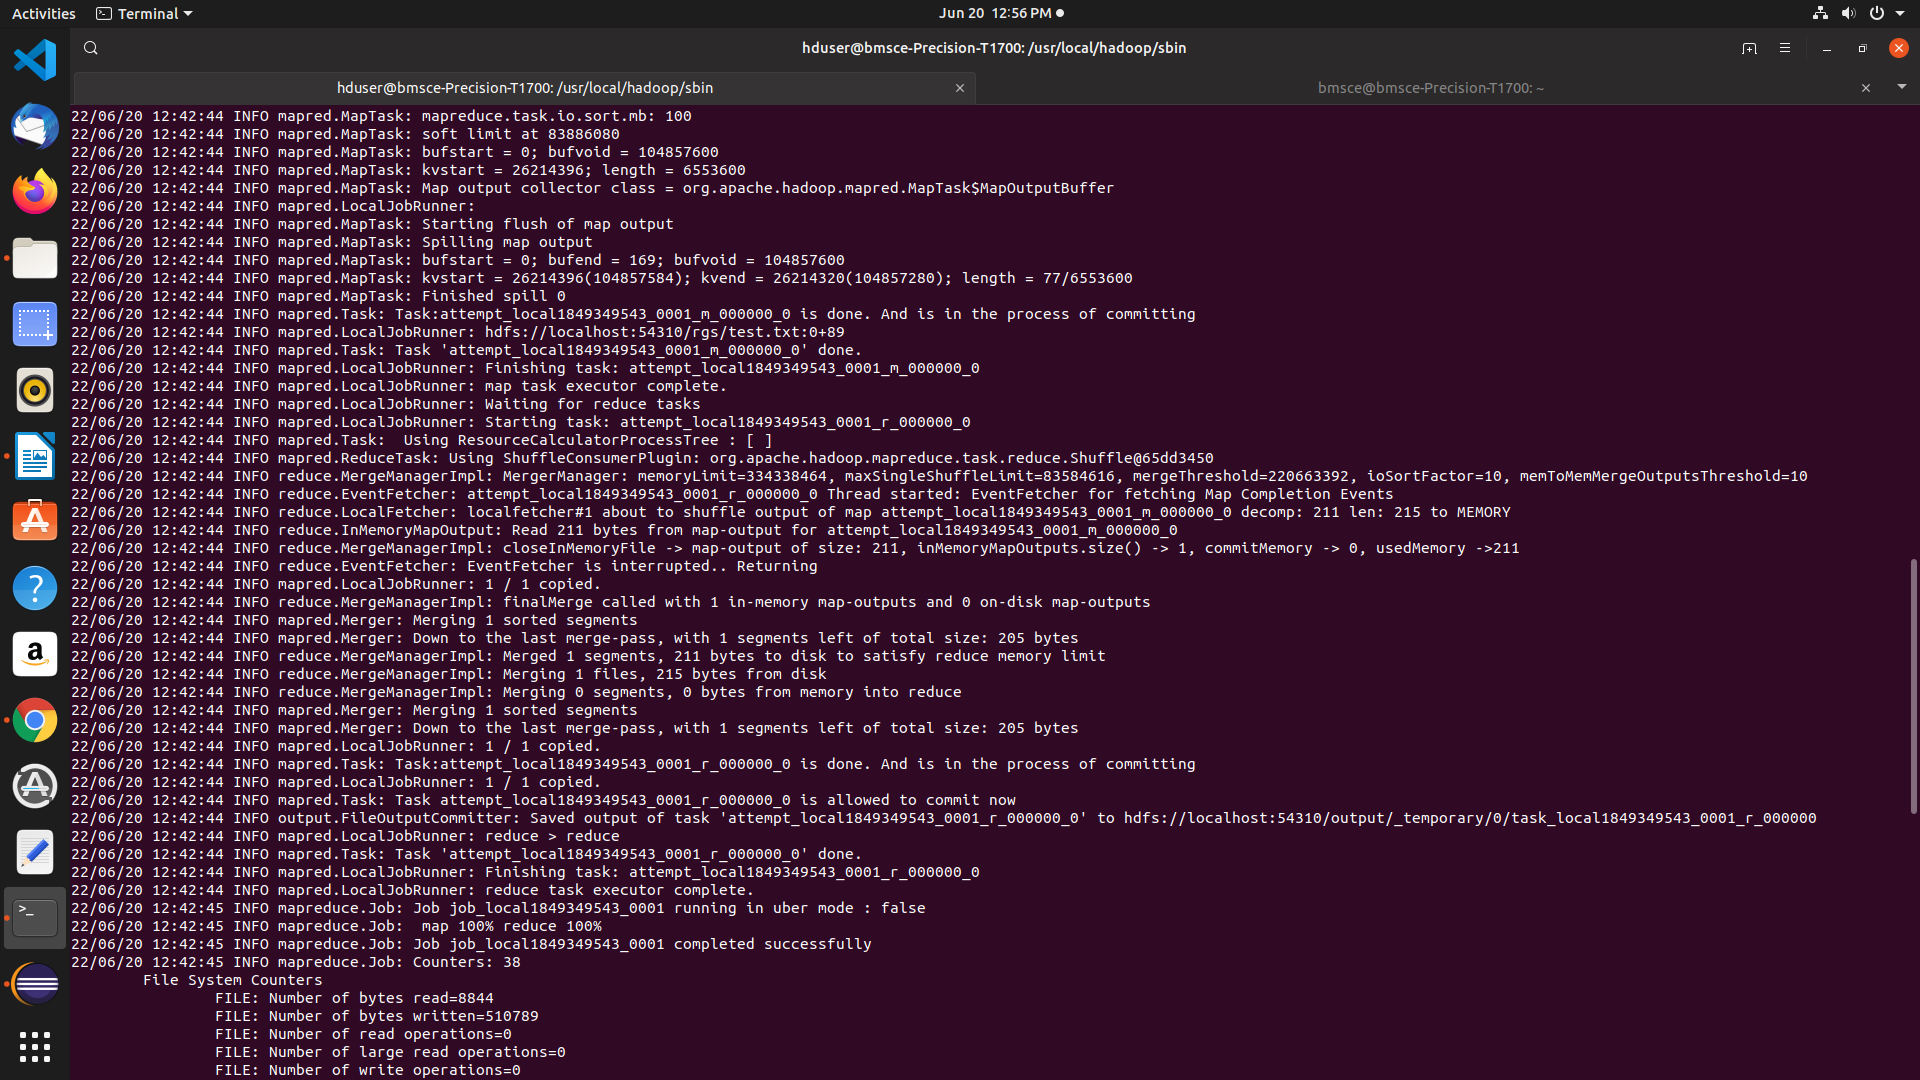 Activities
Terminal
Jun 20  12:56 PM
hduser@bmsce-Precision-T1700: /usr/local/hadoop/sbin
hduser@bmsce-Precision-T1700: /usr/local/hadoop/sbin
bmsce@bmsce-Precision-T1700: ~
22/06/20 12:42:44 INFO mapred.MapTask: mapreduce.task.io.sort.mb: 100
22/06/20 12:42:44 INFO mapred.MapTask: soft limit at 83886080
22/06/20 12:42:44 INFO mapred.MapTask: bufstart = 0; bufvoid = 104857600
22/06/20 12:42:44 INFO mapred.MapTask: kvstart = 26214396; length = 6553600
22/06/20 12:42:44 INFO mapred.MapTask: Map output collector class = org.apache.hadoop.mapred.MapTask$MapOutputBuffer
22/06/20 12:42:44 INFO mapred.LocalJobRunner:
22/06/20 12:42:44 INFO mapred.MapTask: Starting flush of map output
22/06/20 12:42:44 INFO mapred.MapTask: Spilling map output
22/06/20 12:42:44 INFO mapred.MapTask: bufstart = 0; bufend = 169; bufvoid = 104857600
22/06/20 12:42:44 INFO mapred.MapTask: kvstart = 26214396(104857584); kvend = 26214320(104857280); length = 77/6553600
22/06/20 12:42:44 INFO mapred.MapTask: Finished spill 0
22/06/20 12:42:44 INFO mapred.Task: Task:attempt_local1849349543_0001_m_000000_0 is done. And is in the process of committing
22/06/20 12:42:44 INFO mapred.LocalJobRunner: hdfs://localhost:54310/rgs/test.txt:0+89
22/06/20 12:42:44 INFO mapred.Task: Task 'attempt_local1849349543_0001_m_000000_0' done.
22/06/20 12:42:44 INFO mapred.LocalJobRunner: Finishing task: attempt_local1849349543_0001_m_000000_0
22/06/20 12:42:44 INFO mapred.LocalJobRunner: map task executor complete.
22/06/20 12:42:44 INFO mapred.LocalJobRunner: Waiting for reduce tasks
22/06/20 12:42:44 INFO mapred.LocalJobRunner: Starting task: attempt_local1849349543_0001_r_000000_0
22/06/20 12:42:44 INFO mapred.Task:  Using ResourceCalculatorProcessTree : [ ]
22/06/20 12:42:44 INFO mapred.ReduceTask: Using ShuffleConsumerPlugin: org.apache.hadoop.mapreduce.task.reduce.Shuffle@65dd3450
22/06/20 12:42:44 INFO reduce.MergeManagerImpl: MergerManager: memoryLimit=334338464, maxSingleShuffleLimit=83584616, mergeThreshold=220663392, ioSortFactor=10, memToMemMergeOutputsThreshold=10
22/06/20 12:42:44 INFO reduce.EventFetcher: attempt_local1849349543_0001_r_000000_0 Thread started: EventFetcher for fetching Map Completion Events
22/06/20 12:42:44 INFO reduce.LocalFetcher: localfetcher#1 about to shuffle output of map attempt_local1849349543_0001_m_000000_0 decomp: 211 len: 215 to MEMORY
22/06/20 12:42:44 INFO reduce.InMemoryMapOutput: Read 211 bytes from map-output for attempt_local1849349543_0001_m_000000_0
22/06/20 12:42:44 INFO reduce.MergeManagerImpl: closeInMemoryFile -> map-output of size: 211, inMemoryMapOutputs.size() -> 1, commitMemory -> 0, usedMemory ->211
22/06/20 12:42:44 INFO reduce.EventFetcher: EventFetcher is interrupted.. Returning
22/06/20 12:42:44 INFO mapred.LocalJobRunner: 1 / 1 copied.
22/06/20 12:42:44 INFO reduce.MergeManagerImpl: finalMerge called with 1 in-memory map-outputs and 0 on-disk map-outputs
22/06/20 12:42:44 INFO mapred.Merger: Merging 1 sorted segments
22/06/20 12:42:44 INFO mapred.Merger: Down to the last merge-pass, with 1 segments left of total size: 205 bytes
22/06/20 12:42:44 INFO reduce.MergeManagerImpl: Merged 1 segments, 211 bytes to disk to satisfy reduce memory limit
22/06/20 12:42:44 INFO reduce.MergeManagerImpl: Merging 1 files, 215 bytes from disk
22/06/20 12:42:44 INFO reduce.MergeManagerImpl: Merging 0 segments, 0 bytes from memory into reduce
22/06/20 12:42:44 INFO mapred.Merger: Merging 1 sorted segments
22/06/20 12:42:44 INFO mapred.Merger: Down to the last merge-pass, with 1 segments left of total size: 205 bytes
22/06/20 12:42:44 INFO mapred.LocalJobRunner: 1 / 1 copied.
22/06/20 12:42:44 INFO mapred.Task: Task:attempt_local1849349543_0001_r_000000_0 is done. And is in the process of committing
22/06/20 12:42:44 INFO mapred.LocalJobRunner: 1 / 1 copied.
22/06/20 12:42:44 INFO mapred.Task: Task attempt_local1849349543_0001_r_000000_0 is allowed to commit now
22/06/20 12:42:44 INFO output.FileOutputCommitter: Saved output of task 'attempt_local1849349543_0001_r_000000_0' to hdfs://localhost:54310/output/_temporary/0/task_local1849349543_0001_r_000000
22/06/20 12:42:44 INFO mapred.LocalJobRunner: reduce > reduce
22/06/20 12:42:44 INFO mapred.Task: Task 'attempt_local1849349543_0001_r_000000_0' done.
22/06/20 12:42:44 INFO mapred.LocalJobRunner: Finishing task: attempt_local1849349543_0001_r_000000_0
22/06/20 12:42:44 INFO mapred.LocalJobRunner: reduce task executor complete.
22/06/20 12:42:45 INFO mapreduce.Job: Job job_local1849349543_0001 running in uber mode : false
22/06/20 12:42:45 INFO mapreduce.Job:  map 100% reduce 100%
22/06/20 12:42:45 INFO mapreduce.Job: Job job_local1849349543_0001 completed successfully
22/06/20 12:42:45 INFO mapreduce.Job: Counters: 38
File System Counters
FILE: Number of bytes read=8844
FILE: Number of bytes written=510789
FILE: Number of read operations=0
FILE: Number of large read operations=0
FILE: Number of write operations=0